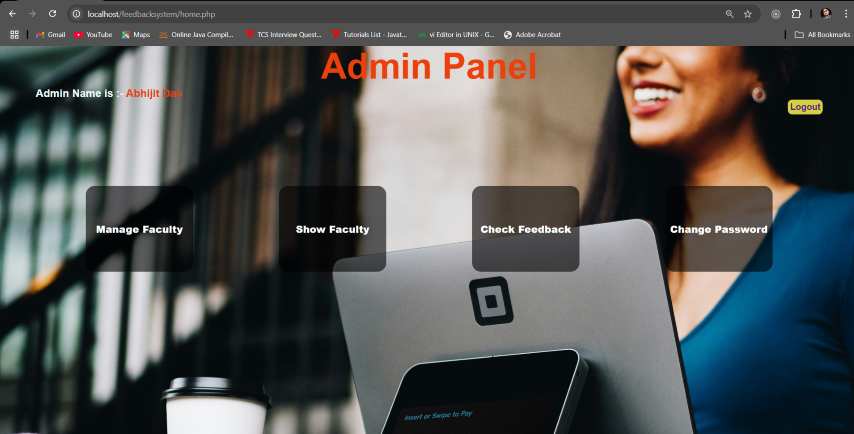 localhost/feedbacksystem/home.php
Gmail
YouTube
Maps
Online Java Compil...
TCS Interview Quest...
Tutorials List - Javat...
vi Editor in UNIX - G...
Adobe Acrobat
All Bookmarks
Admin Panel
Admin Name is :- Abhijit Das
Logout
Manage Faculty
Show Faculty
Check Feedback
Change Password
Insert or Swipe to Pay